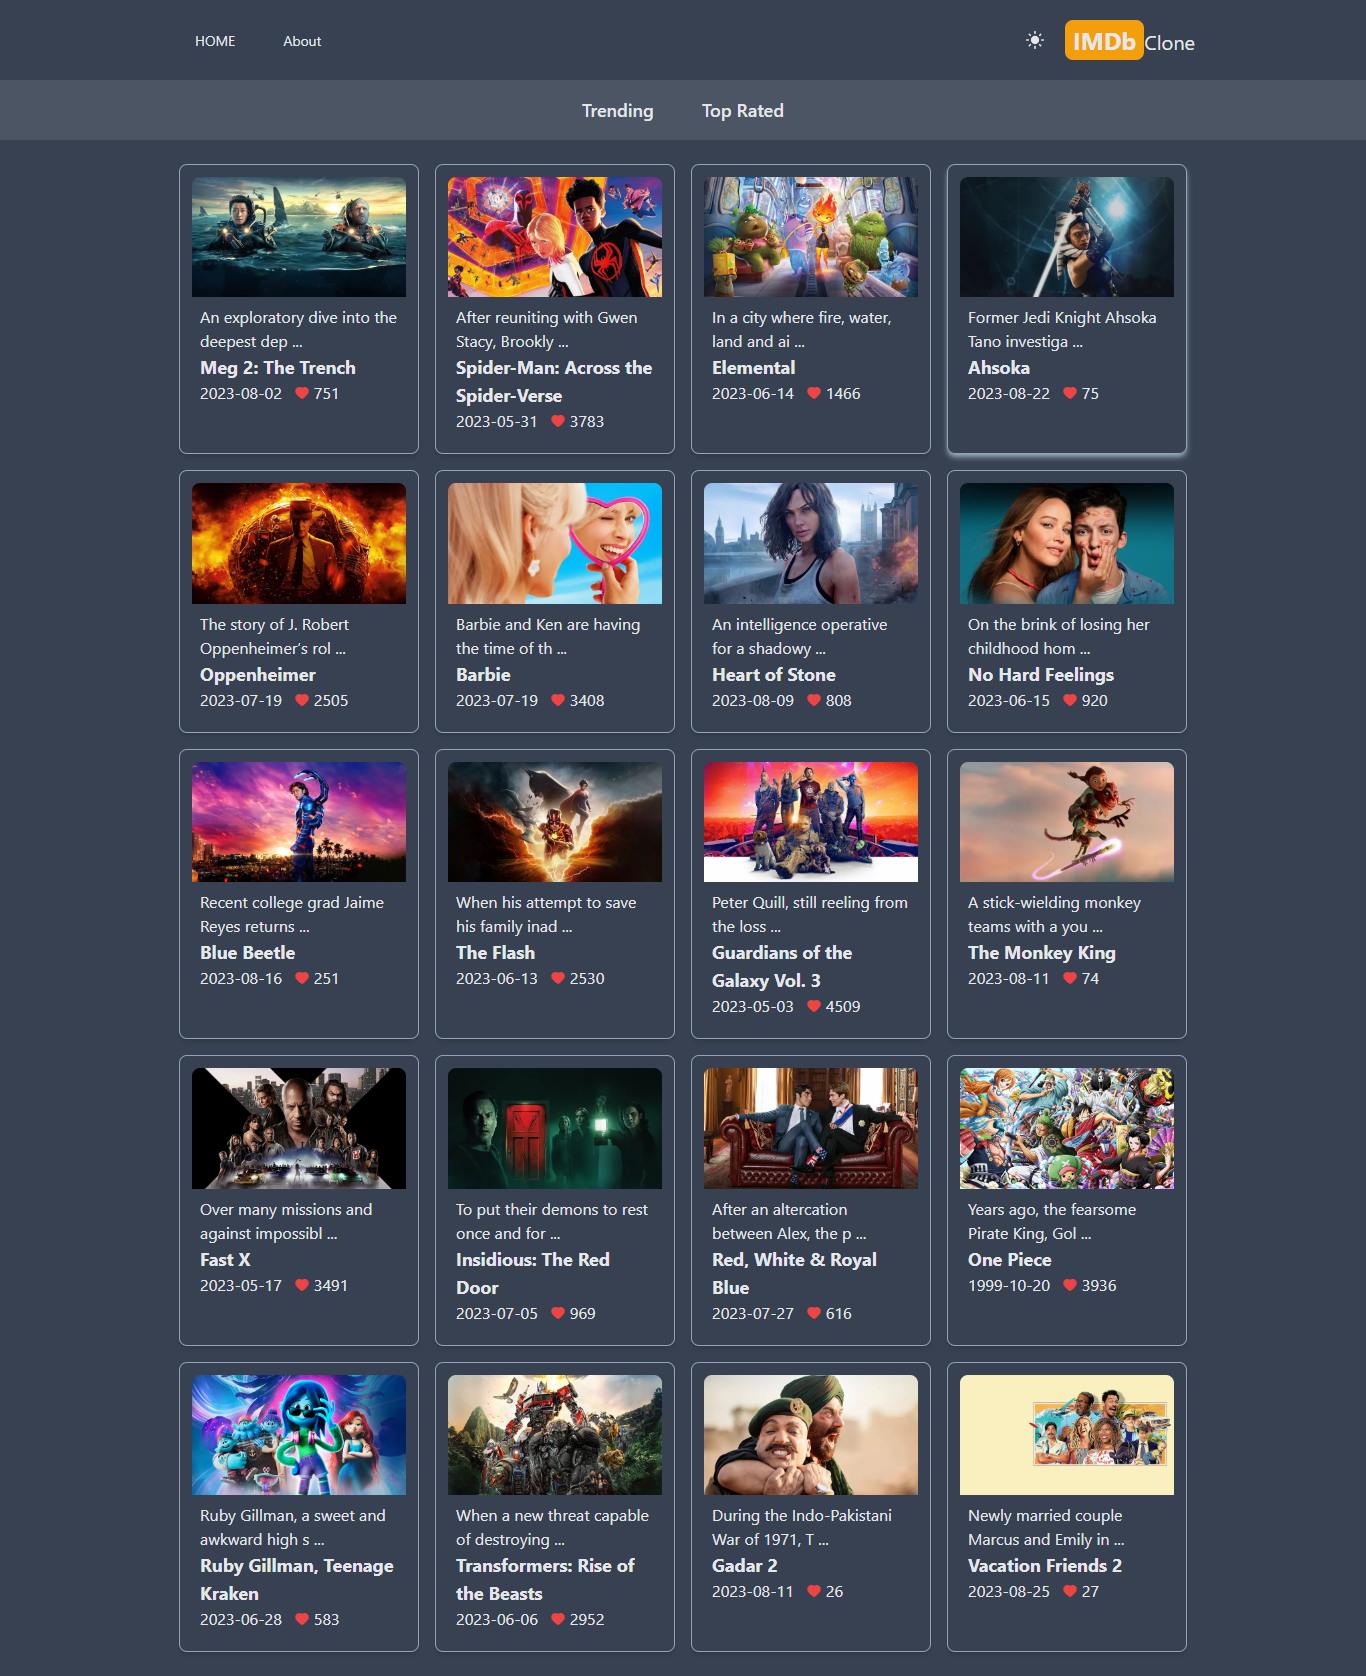 HOME
About
IMDb Clone
Trending
Top Rated
An exploratory dive into the
deepest dep ...
Meg 2: The Trench
2023-08-02 751
After reuniting with Gwen
Stacy, Brookly ...
Spider-Man: Across the
Spider-Verse
2023-05-31 3783
In a city where fire, water,
land and ai ...
Elemental
2023-06-14 1466
Former Jedi Knight Ahsoka
Tano investiga ...
Ahsoka
2023-08-22 75
The story of J. Robert
Oppenheimer's rol ...
Oppenheimer
2023-07-19 2505
Barbie and Ken are having
the time of th ...
Barbie
2023-07-19 3408
An intelligence operative
for a shadowy ...
Heart of Stone
2023-08-09 808
On the brink of losing her
childhood hom ...
No Hard Feelings
2023-06-15 920
Recent college grad Jaime
Reyes returns ...
Blue Beetle
2023-08-16 251
When his attempt to save
his family inad ...
The Flash
2023-06-13 2530
Peter Quill, still reeling from
the loss ...
Guardians of the
Galaxy Vol. 3
2023-05-03 4509
A stick-wielding monkey
teams with a you ...
The Monkey King
2023-08-11 74
Over many missions and
against impossibl ...
Fast X
2023-05-17 3491
To put their demons to rest
once and for ...
Insidious: The Red
Door
2023-07-05 969
After an altercation
between Alex, the p ...
Red, White & Royal
Blue
2023-07-27 616
Years ago, the fearsome
Pirate King, Gol ...
One Piece
1999-10-20 3936
Ruby Gillman, a sweet and
awkward high s ...
Ruby Gillman, Teenage
Kraken
2023-06-28 583
When a new threat capable
of destroying ...
Transformers: Rise of
the Beasts
2023-06-06 2952
During the Indo-Pakistani
War of 1971, T ...
Gadar 2
2023-08-11 26
Newly married couple
Marcus and Emily in ...
Vacation Friends 2
2023-08-25 27